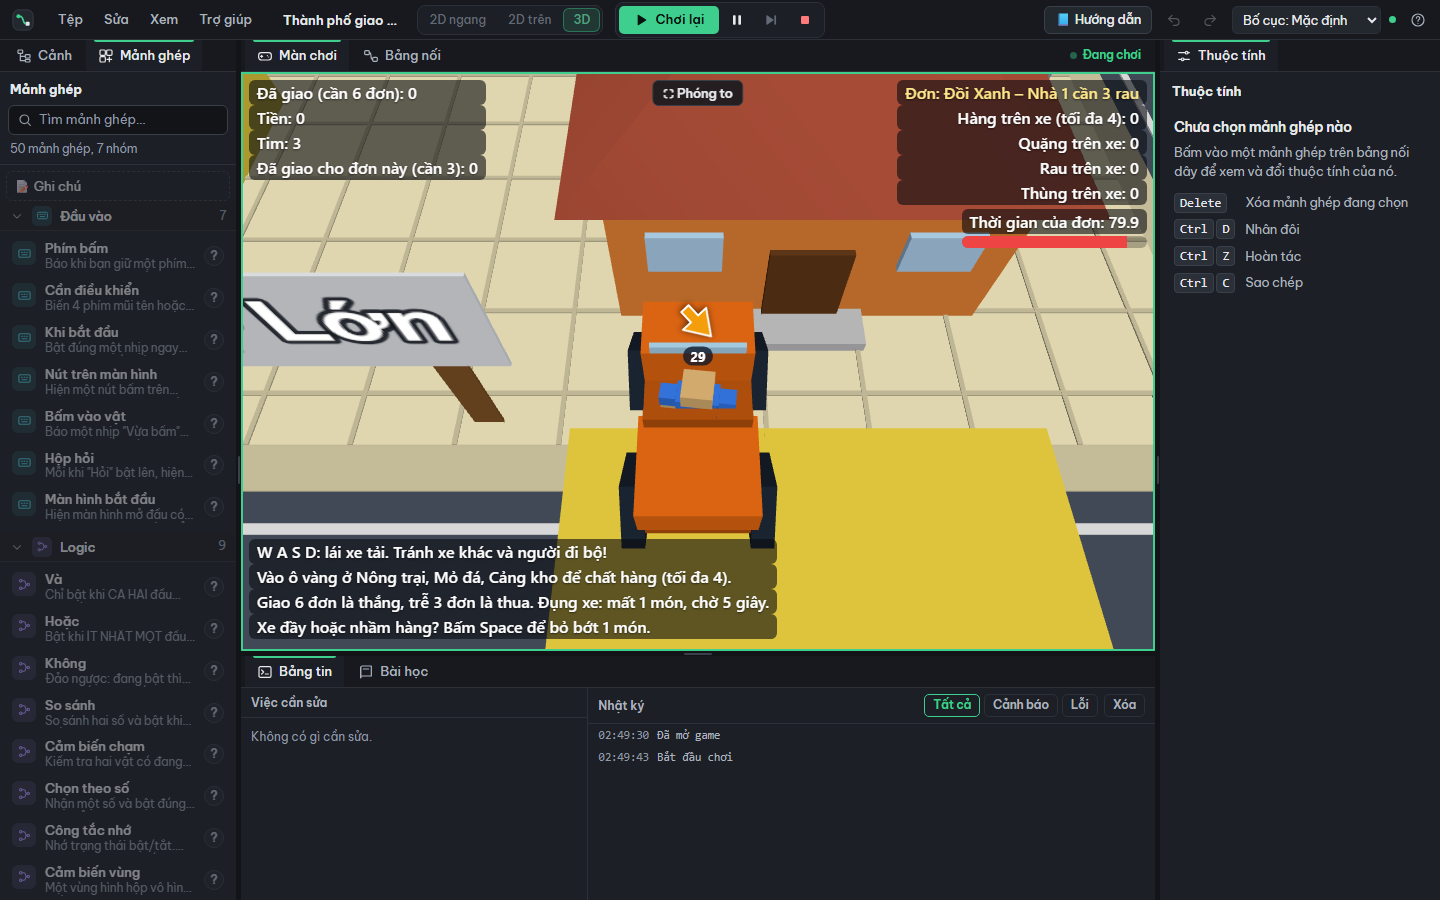 Tệp
Sửa
Xem
Trợ giúp
Thành phố giao ...
2D ngang
2D trên
3D
Chơi lại
Hướng dẫn
Bố cục: Mặc định
Cảnh
Mảnh ghép
Màn chơi
Bảng nối
Đang chơi
Thuộc tính
Mảnh ghép
Tìm mảnh ghép...
50 mảnh ghép, 7 nhóm
Ghi chú
Đầu vào
7
Phím bấm
Báo khi bạn giữ một phím...
?
Cần điều khiển
Biến 4 phím mũi tên hoặc...
?
Khi bắt đầu
Bật đúng một nhịp ngay...
?
Nút trên màn hình
Hiện một nút bấm trên...
?
Bấm vào vật
Báo một nhịp "Vừa bấm"...
?
Hộp hỏi
Mỗi khi "Hỏi" bật lên, hiện...
?
Màn hình bắt đầu
Hiện màn hình mở đầu có...
?
Logic
9
Và
Chỉ bật khi CẢ HAI đầu...
?
Hoặc
Bật khi ÍT NHẤT MỘT đầu...
?
Không
Đảo ngược: đang bật thì...
?
So sánh
So sánh hai số và bật khi...
?
Cảm biến chạm
Kiểm tra hai vật có đang...
?
Chọn theo số
Nhận một số và bật đúng...
?
Công tắc nhớ
Nhớ trạng thái bật/tắt....
?
Cảm biến vùng
Một vùng hình hộp vô hìn...
?
Đã giao (cần 6 đơn): 0
Tiền: 0
Tim: 3
Đã giao cho đơn này (cần 3): 0
Phóng to
Đơn: Đồi Xanh – Nhà 1 cần 3 rau
Hàng trên xe (tối đa 4): 0
Quặng trên xe: 0
Rau trên xe: 0
Thùng trên xe: 0
Thời gian của đơn: 79.9
Lớn
29
W A S D: lái xe tải. Tránh xe khác và người đi bộ!
Vào ô vàng ở Nông trại, Mỏ đá, Cảng kho để chất hàng (tối đa 4).
Giao 6 đơn là thắng, trễ 3 đơn là thua. Đụng xe: mất 1 món, chờ 5 giây.
Xe đầy hoặc nhầm hàng? Bấm Space để bỏ bớt 1 món.
Bảng tin
Bài học
Việc cần sửa
Không có gì cần sửa.
Nhật ký
Tất cả
Cảnh báo
Lỗi
Xóa
02:49:30 Đã mở game
02:49:43 Bắt đầu chơi
Thuộc tính
Chưa chọn mảnh ghép nào
Bấm vào một mảnh ghép trên bảng nối
dây để xem và đổi thuộc tính của nó.
Delete
Xóa mảnh ghép đang chọn
Ctrl D
Nhân đôi
Ctrl Z
Hoàn tác
Ctrl C
Sao chép